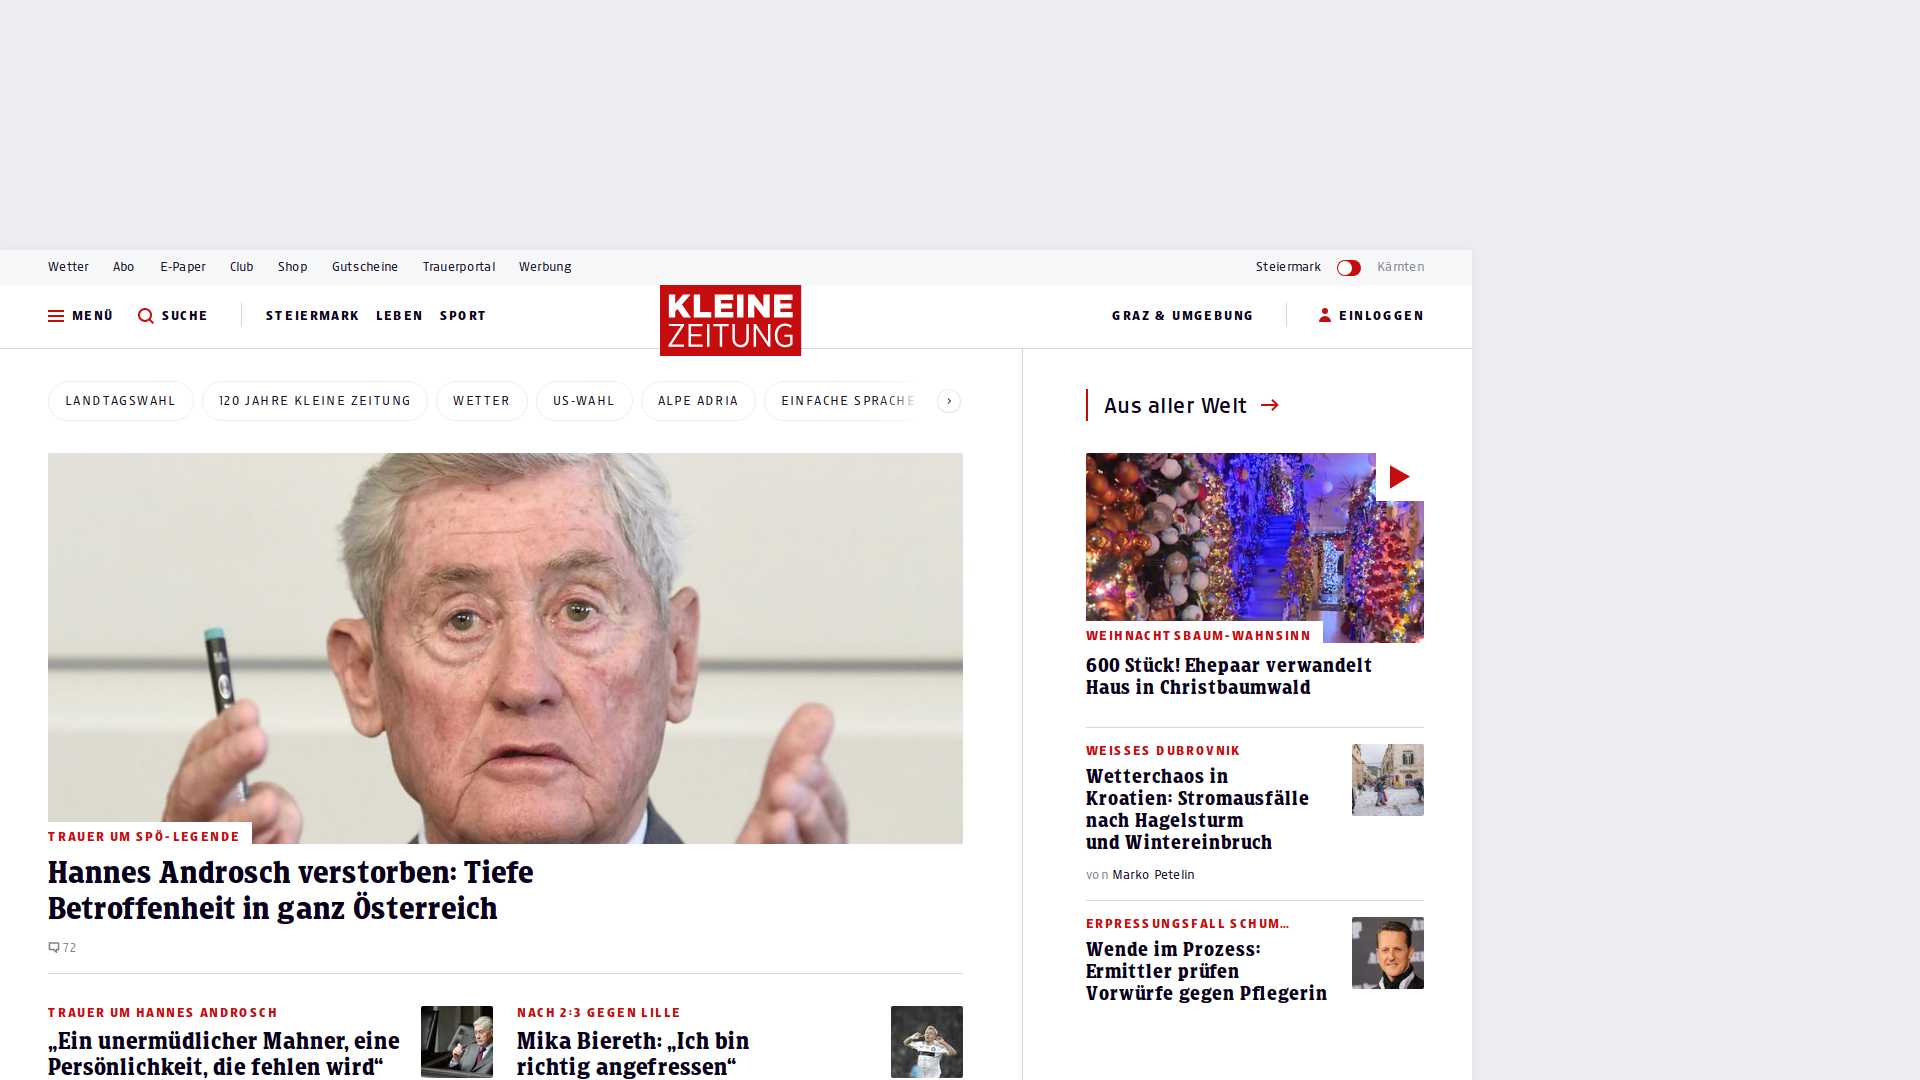 Wetter Abo E-Paper Club Shop Gutscheine Trauerportal Werbung
Steiermark Kärnten
MENÜ SUCHE STEIERMARK LEBEN SPORT
KLEINE
ZEITUNG
GRAZ & UMGEBUNG EINLOGGEN
LANDTAGSWAHL 120 JAHRE KLEINE ZEITUNG WETTER US-WAHL ALPE ADRIA EINFACHE SPRACHE
TRAUER UM SPÖ-LEGENDE
Hannes Androsch verstorben: Tiefe
Betroffenheit in ganz Österreich
72
TRAUER UM HANNES ANDROSCH
„Ein unermüdlicher Mahner, eine
Persönlichkeit, die fehlen wird“
NACH 2:3 GEGEN LILLE
Mika Biereth: „Ich bin
richtig angefressen“
Aus aller Welt
WEIHNACHTSBAUM-WAHNSINN
600 Stück! Ehepaar verwandelt
Haus in Christbaumwald
WEISSES DUBROVNIK
Wetterchaos in
Kroatien: Stromausfälle
nach Hagelsturm
und Wintereinbruch
von Marko Petelin
ERPRESSUNGSFALL SCHUM…
Wende im Prozess:
Ermittler prüfen
Vorwürfe gegen Pflegerin